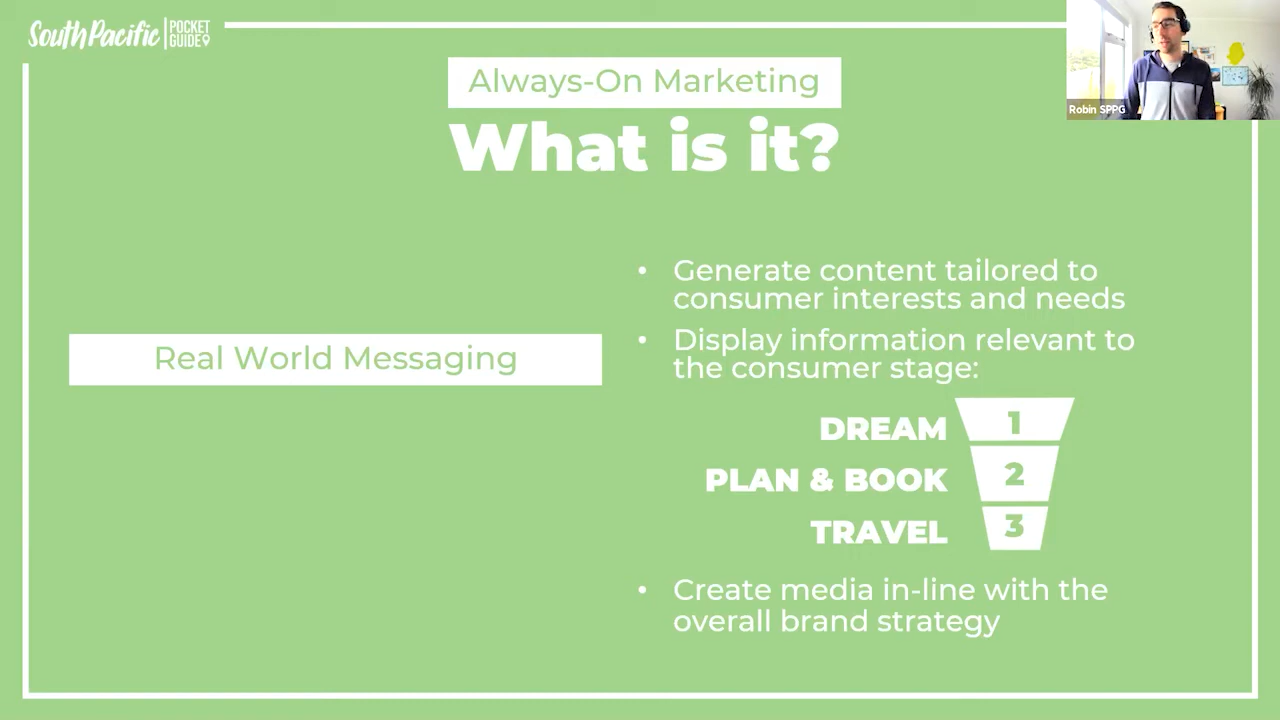 South Pacific
POCKET
GUIDE
Robin SPPG
Always-On Marketing
What is it?
Real World Messaging
• Generate content tailored to
consumer interests and needs
• Display information relevant to
the consumer stage:
DREAM 1
PLAN & BOOK 2
TRAVEL 3
• Create media in-line with the
overall brand strategy